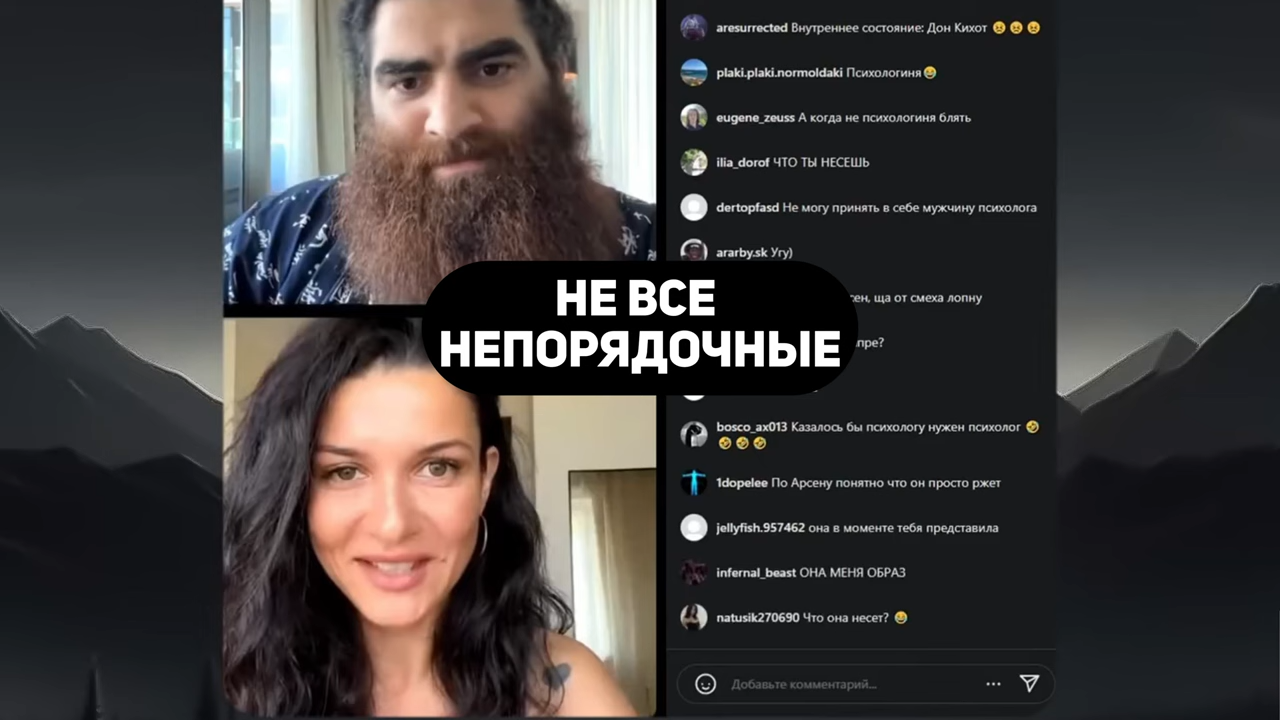 aresurrected Внутреннее состояние: Дон Кихот 😣 😣 😣
plaki.plaki.normoldaki Психологиня 😂
eugene_zeuss А когда не психологиня блять
ilia_dorof ЧТО ТЫ НЕСЕШЬ
dertopfasd Не могу принять в себе мужчину психолога
ararby.sk Угу)
ща от смеха лопну
НЕ ВСЕ
НЕПОРЯДОЧНЫЕ
bosco_ax013 Казалось бы психологу нужен психолог 🤣
🤣 🤣 🤣
1dopelee По Арсену понятно что он просто ржет
jellyfish.957462 она в моменте тебя представила
infernal_beast ОНА МЕНЯ ОБРАЗ
natusik270690 Что она несет? 😂
Добавьте комментарий...